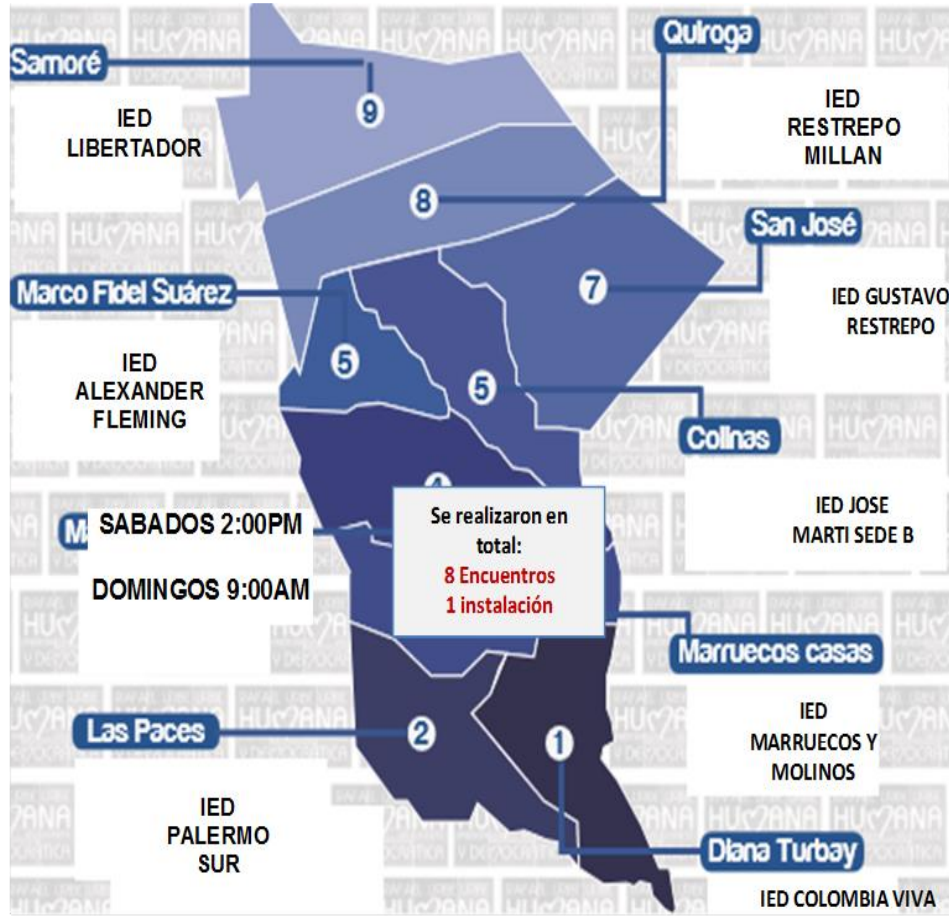 Samoré
9
IED
LIBERTADOR
Quiroga
IED
RESTREPO
MILLAN
8
San José
7
IED GUSTAVO
RESTREPO
Marco Fidel Suárez
5
IED
ALEXANDER
FLEMING
5
Colinas
IED JOSE
MARTI SEDE B
SABADOS 2:00PM
DOMINGOS 9:00AM
Se realizaron en
total:
8 Encuentros
1 instalación
Marruecos casas
IED
MARRUECOS Y
MOLINOS
Las Paces
2
IED
PALERMO
SUR
1
Diana Turbay
IED COLOMBIA VIVA